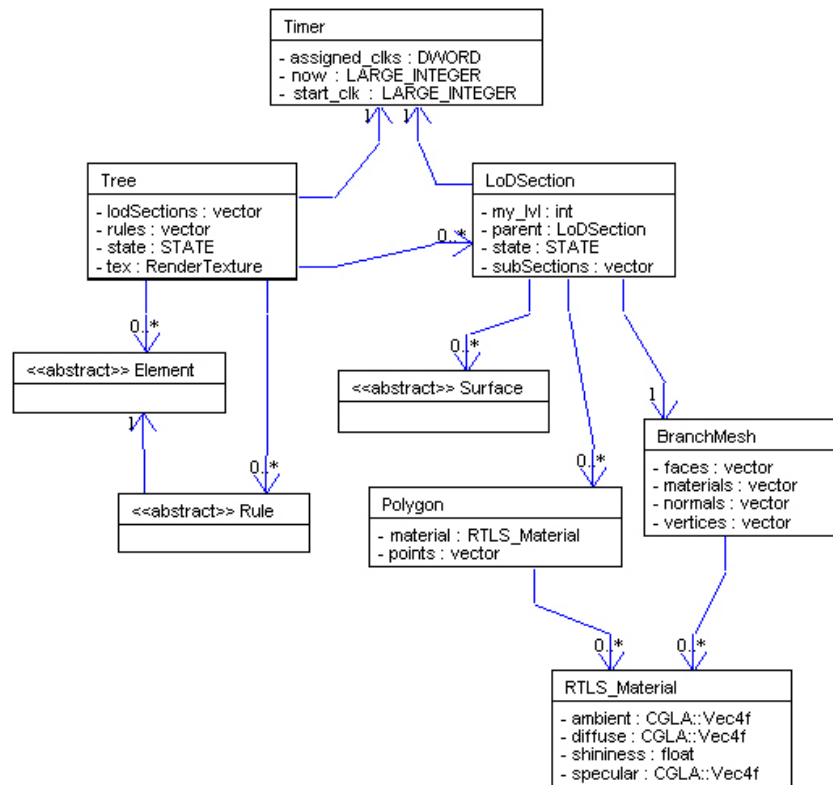 Timer
- assigned_clks : DWORD
- now : LARGE_INTEGER
- start_clk : LARGE_INTEGER
1
1
Tree
- lodSections : vector
- rules : vector
- state : STATE
- tex : RenderTexture
LoDSection
- my_lvl : int
- parent : LoDSection
- state : STATE
- subSections : vector
0..*
0..*
<<abstract>> Element
1
0..*
<<abstract>> Rule
0..*
<<abstract>> Surface
1
BranchMesh
- faces : vector
- materials : vector
- normals : vector
- vertices : vector
0..*
Polygon
- material : RTLS_Material
- points : vector
0..*
0..*
RTLS_Material
- ambient : CGLA::Vec4f
- diffuse : CGLA::Vec4f
- shininess : float
- specular : CGLA::Vec4f